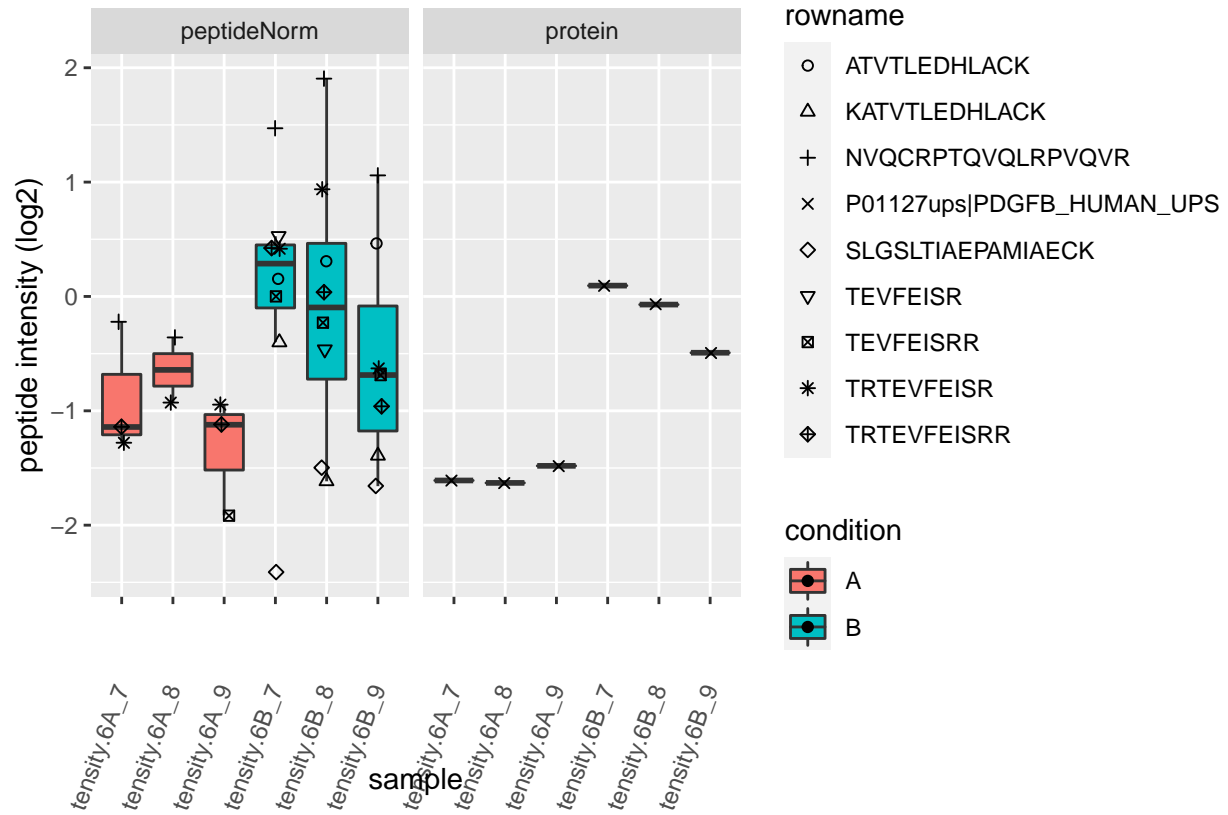 peptideNorm protein
peptide intensity (log2)
2
1
0
−1
−2
tensity.6A_7
tensity.6A_8
tensity.6A_9
tensity.6B_7
tensity.6B_8
tensity.6B_9
tensity.6A_7
tensity.6A_8
tensity.6A_9
tensity.6B_7
tensity.6B_8
tensity.6B_9
sample
rowname
ATVTLEDHLACK
KATVTLEDHLACK
NVQCRPTQVQLRPVQVR
P01127ups|PDGFB_HUMAN_UPS
SLGSLTIAEPAMIAECK
TEVFEISR
TEVFEISRR
TRTEVFEISR
TRTEVFEISRR
condition
A
B